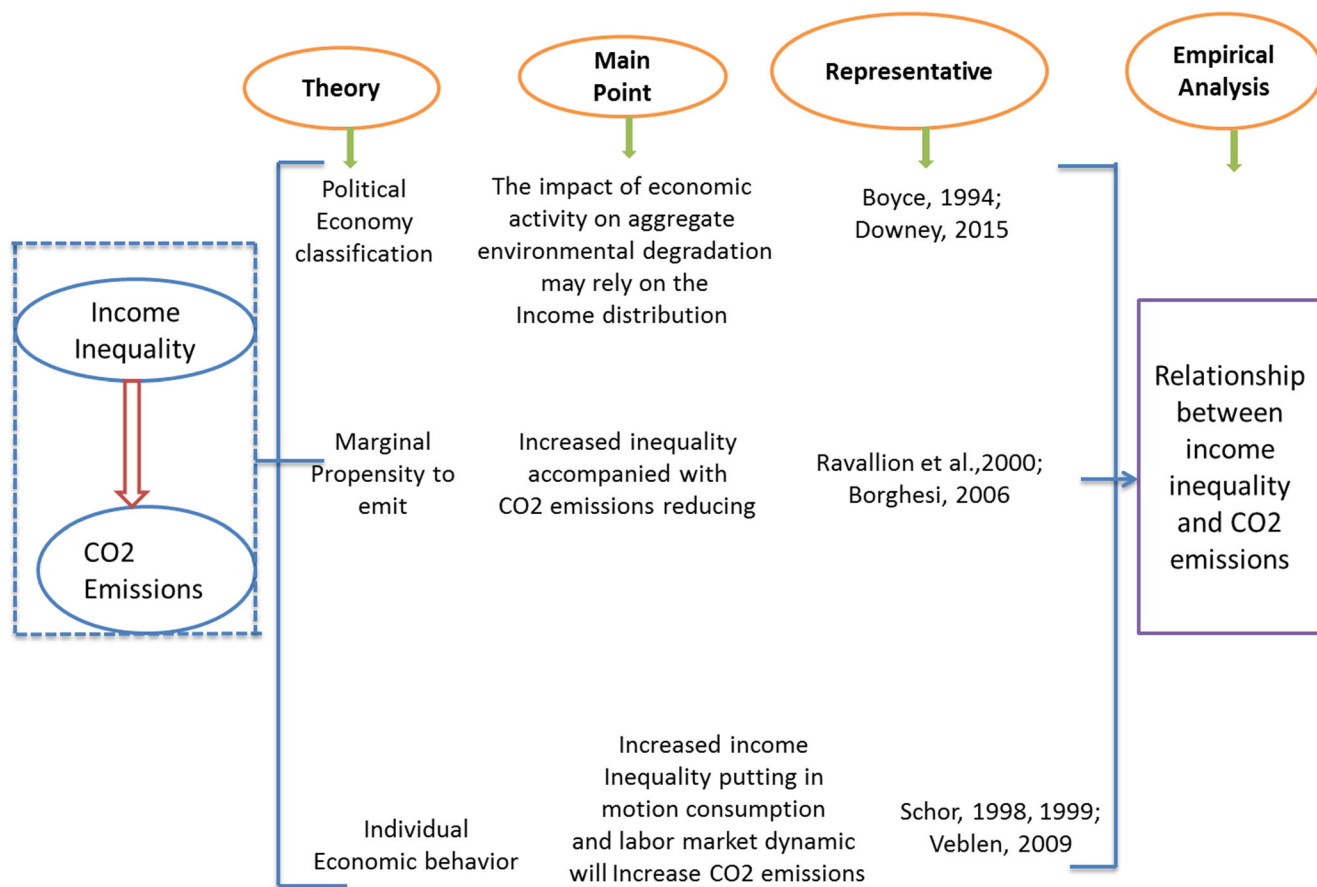 Theory
Main
Point
Representative
Empirical
Analysis
Income
Inequality
CO2
Emissions
Political
Economy
classification
The impact of economic
activity on aggregate
environmental degradation
may rely on the
Income distribution
Boyce, 1994;
Downey, 2015
Marginal
Propensity to
emit
Increased inequality
accompanied with
CO2 emissions reducing
Ravallion et al.,2000;
Borghesi, 2006
Individual
Economic behavior
Increased income
Inequality putting in
motion consumption
and labor market dynamic
will Increase CO2 emissions
Schor, 1998, 1999;
Veblen, 2009
Relationship
between
income
inequality
and CO2
emissions